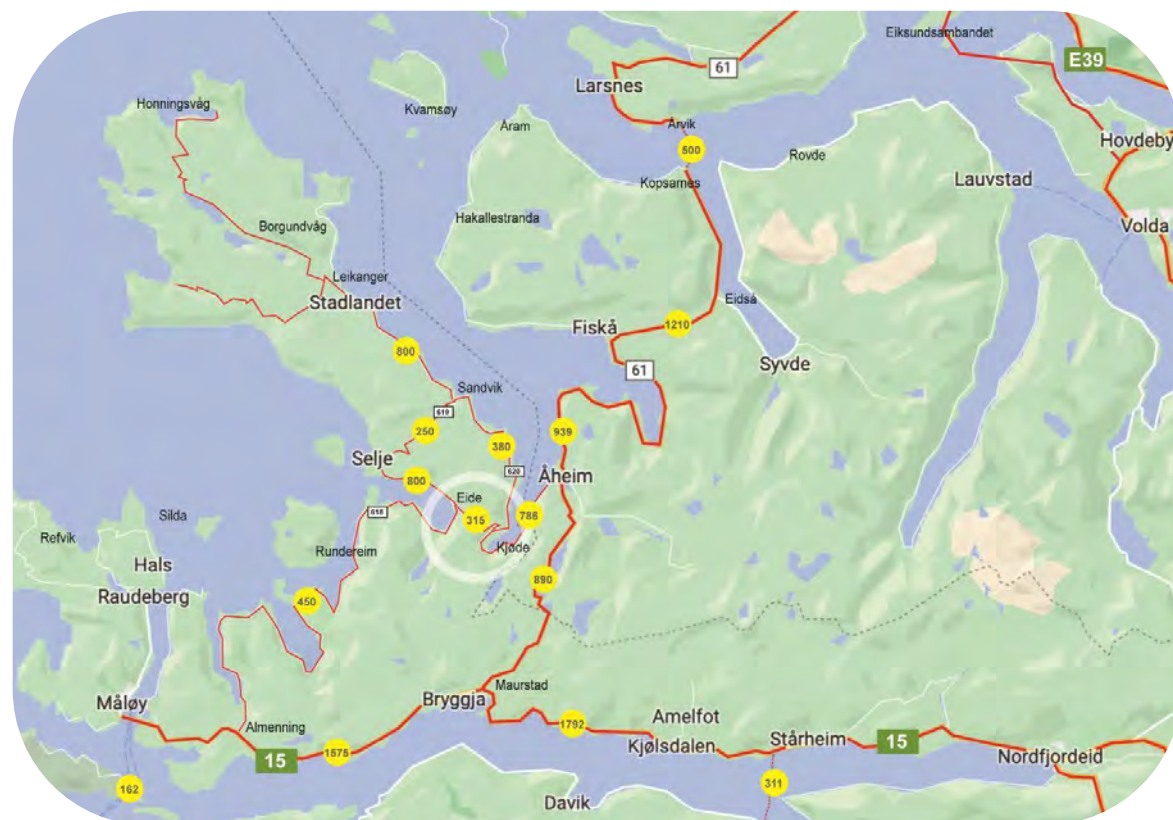 Eiksundsambandet
E39
61
Larsnes
Kvamsøy
Honningsvåg
Åram
Årvik
Hovdeby
500
Rovde
Kopsarnes
Lauvstad
Borgundvåg
Hakallestranda
Volda
Leikanger
Stadlandet
Eidså
Fiskå
1210
800
Syvde
61
Sandvik
619
250
939
380
Selje
620
Åheim
800
Eide
618
315
786
Silda
Refvik
Rundereim
Kjøde
Hals
890
Raudeberg
450
Maurstad
Måløy
Bryggja
Almenning
1792
Amelfot
Kjølsdalen
Stårheim
15
1575
15
Nordfjordeid
162
311
Davik